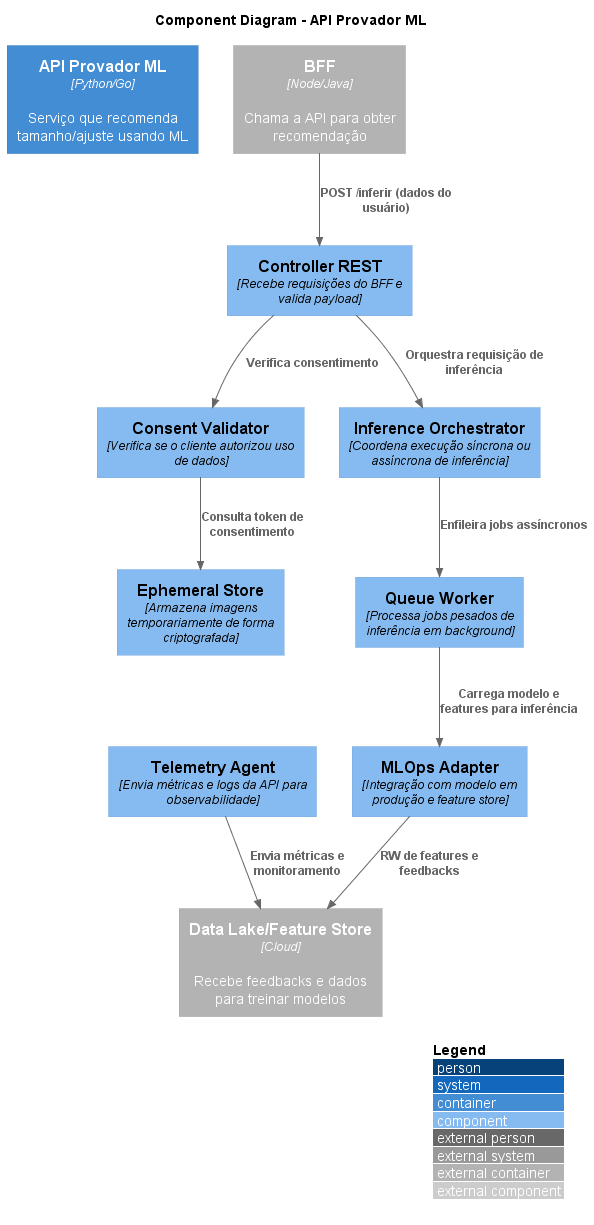 Component Diagram - API Provador ML
API Provador ML
[Python/Go]
Serviço que recomenda
tamanho/ajuste usando ML
BFF
[Node/Java]
Chama a API para obter
recomendação
POST /inferir (dados do
usuário)
Controller REST
[Recebe requisições do BFF e
valida payload]
Verifica consentimento
Orquestra requisição de
inferência
Consent Validator
[Verifica se o cliente autorizou uso
de dados]
Inference Orchestrator
[Coordena execução síncrona ou
assíncrona de inferência]
Consulta token de
consentimento
Enfileira jobs assíncronos
Ephemeral Store
[Armazena imagens
temporariamente de forma
criptografada]
Queue Worker
[Processa jobs pesados de
inferência em background]
Carrega modelo e
features para inferência
Telemetry Agent
[Envia métricas e logs da API para
observabilidade]
MLOps Adapter
[Integração com modelo em
produção e feature store]
Envia métricas e
monitoramento
RW de features e
feedbacks
Data Lake/Feature Store
[Cloud]
Recebe feedbacks e dados
para treinar modelos
Legend
person
system
container
component
external person
external system
external container
external component